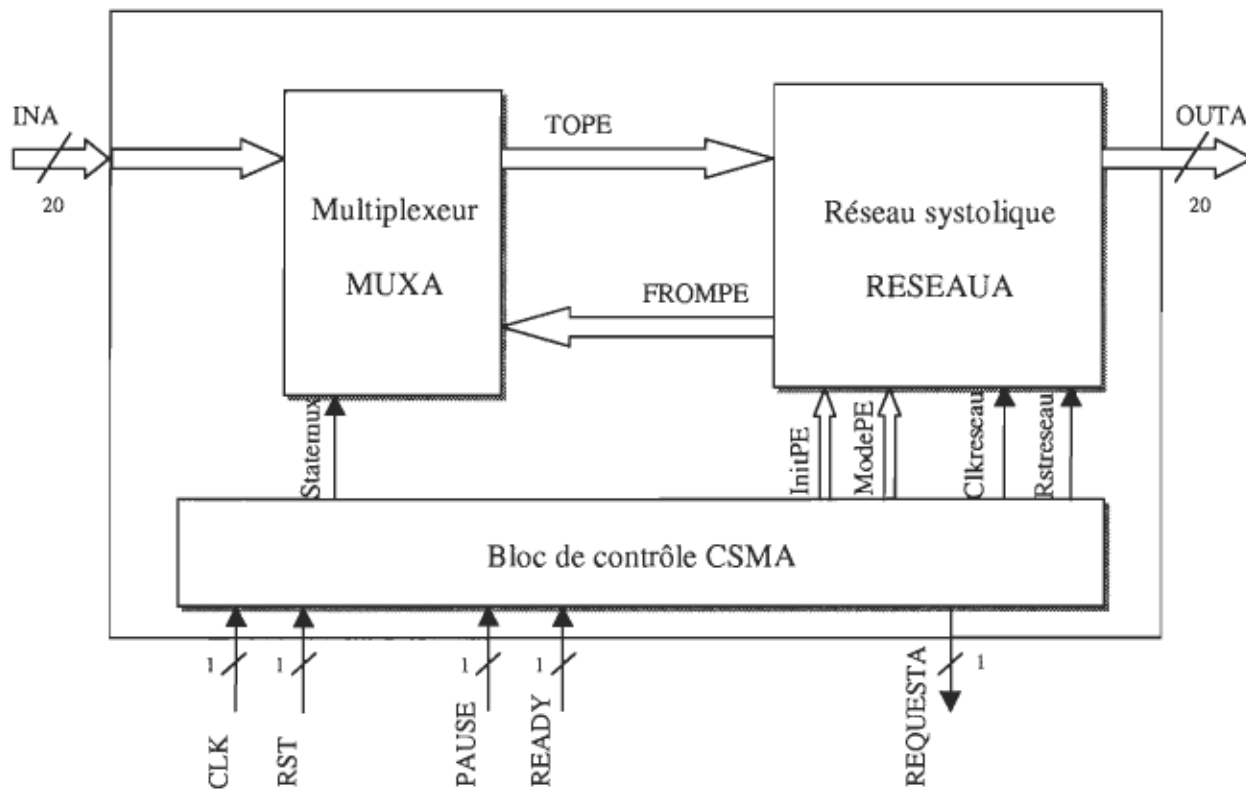 INA
20
Multiplexeur
MUXA
TOPE
FROMPE
Réseau systolique
RESEAUA
OUTA
20
Statemux
InitPE
ModePE
Clkreseau
Rstreseau
Bloc de contrôle CSMA
1
1
1
1
1
CLK
RST
PAUSE
READY
REQUESTA